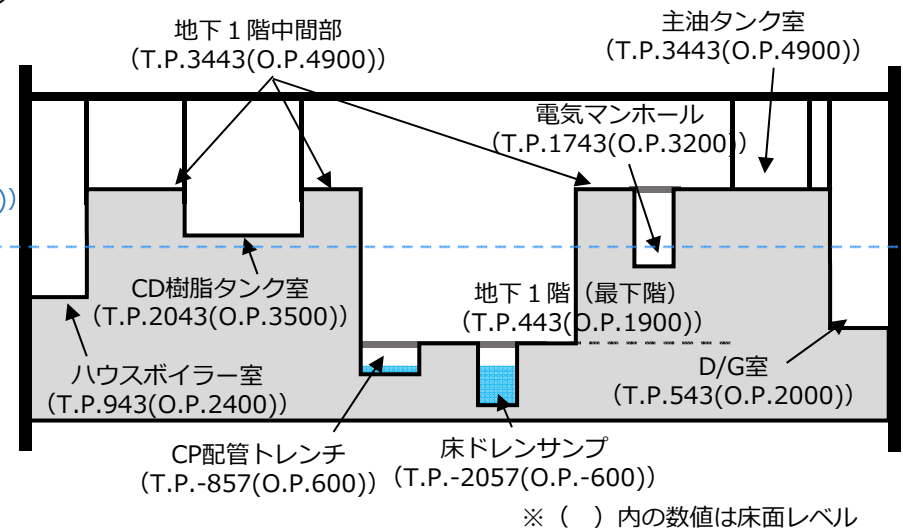 地下１階中間部
（T.P.3443(O.P.4900)）
主油タンク室
（T.P.3443(O.P.4900)）
電気マンホール
（T.P.1743(O.P.3200)）
)）
CD樹脂タンク室
（T.P.2043(O.P.3500)）
地下１階（最下階）
（T.P.443(O.P.1900)）
ハウスボイラー室
（T.P.943(O.P.2400)）
D/G室
（T.P.543(O.P.2000)）
CP配管トレンチ
（T.P.-857(O.P.600)）
床ドレンサンプ
（T.P.-2057(O.P.-600)）
※（　）内の数値は床面レベル